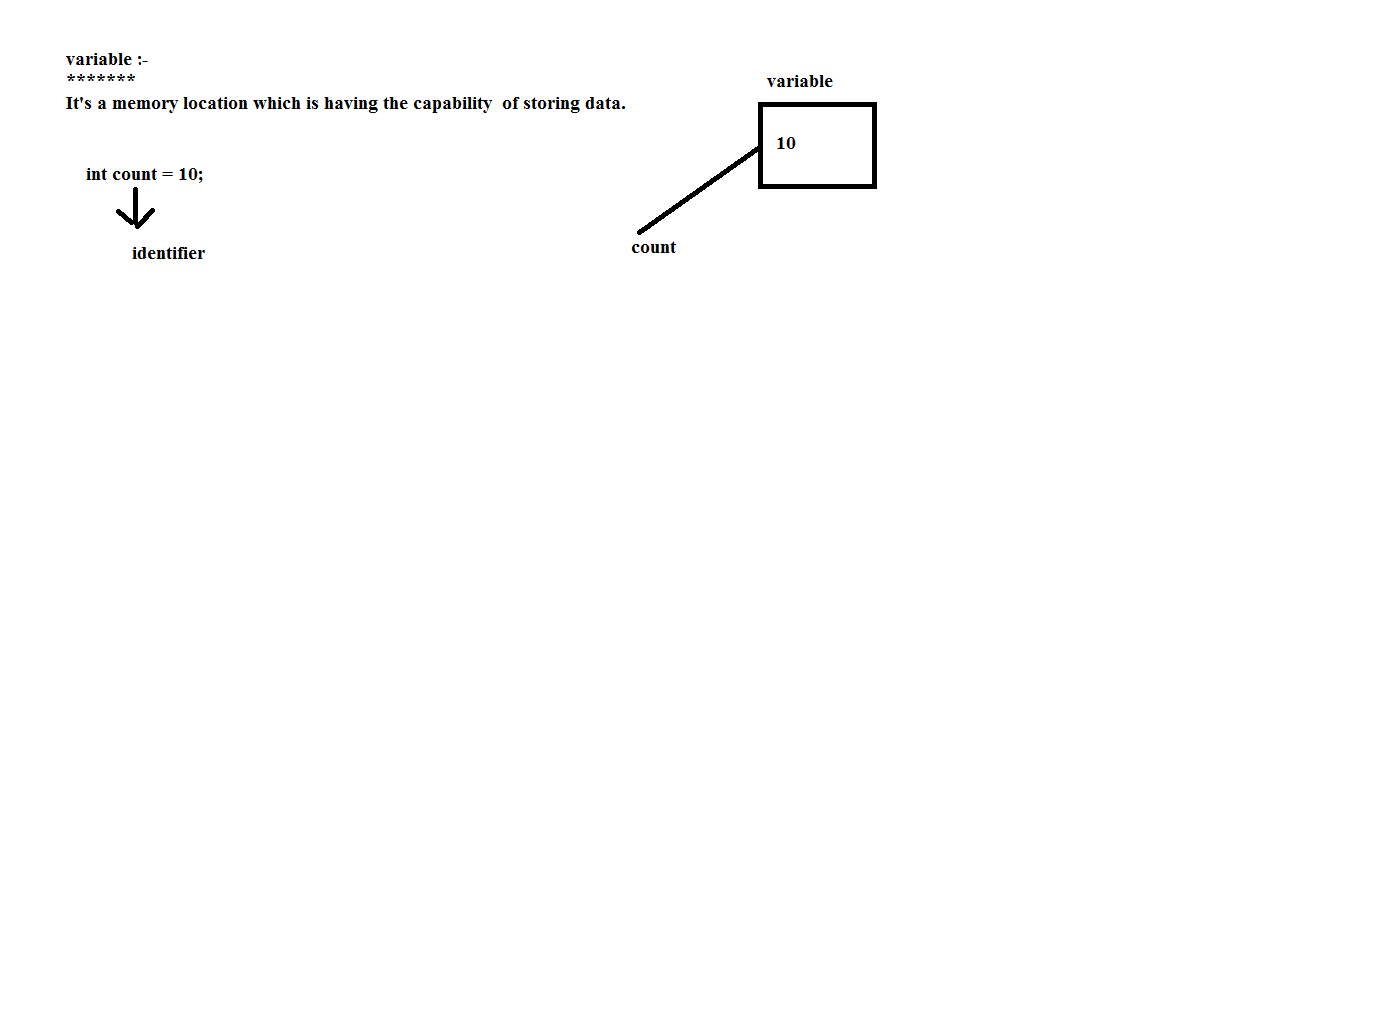 variable :-
*******
It's a memory location which is having the capability  of storing data.
int count = 10;
identifier
variable
10
count